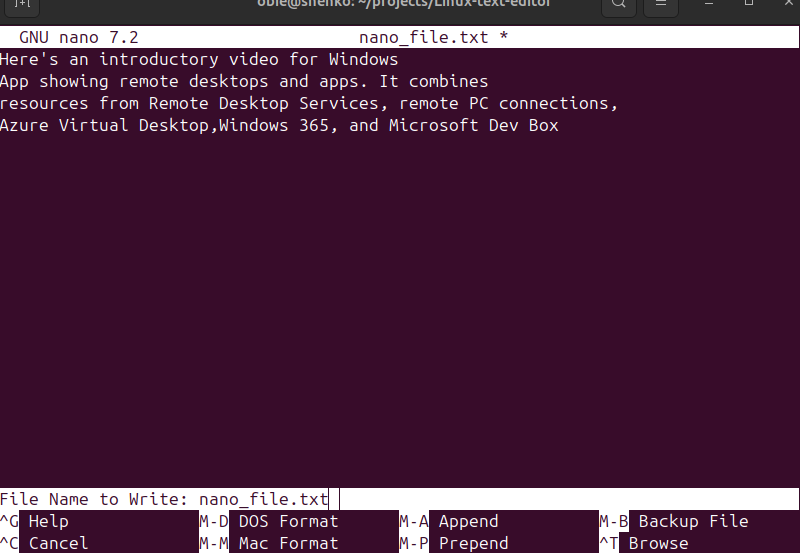 obie@shenko: ~/projects/Linux-text-editor
GNU nano 7.2 nano_file.txt *
Here's an introductory video for Windows
App showing remote desktops and apps. It combines
resources from Remote Desktop Services, remote PC connections,
Azure Virtual Desktop,Windows 365, and Microsoft Dev Box
File Name to Write: nano_file.txt
^G Help M-D DOS Format M-A Append M-B Backup File
^C Cancel M-M Mac Format M-P Prepend ^T Browse